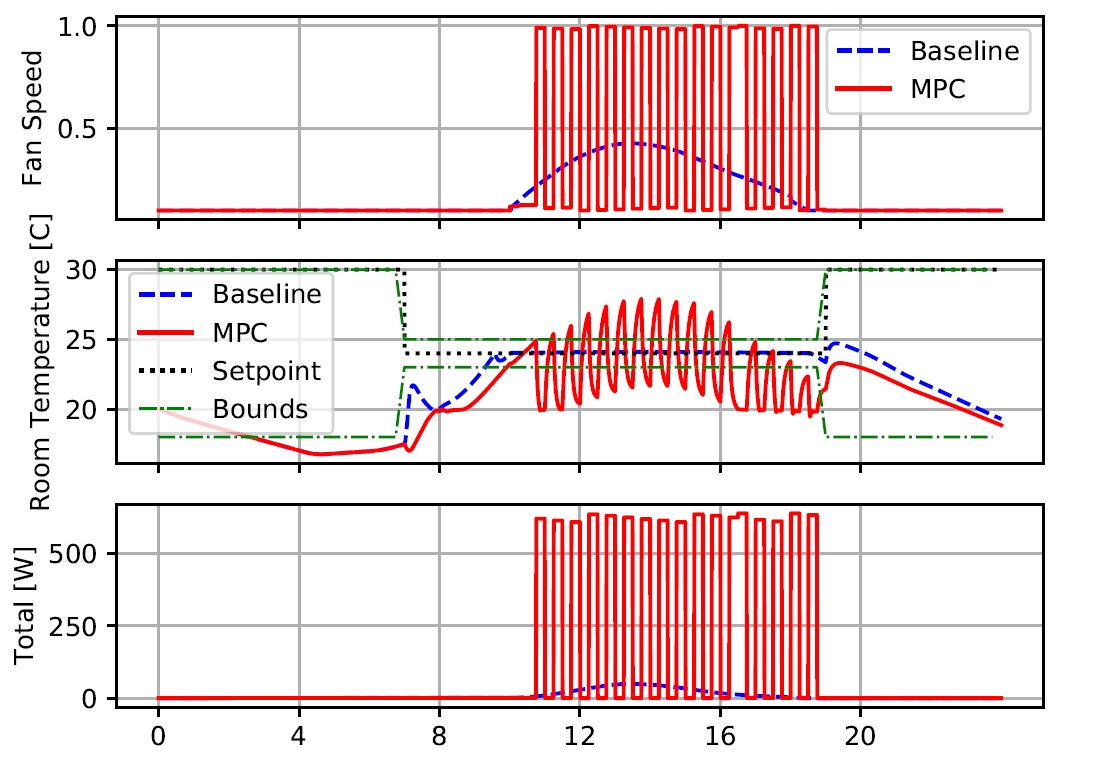 Fan Speed
1.0
0.5
Baseline
MPC
Room Temperature [C]
30
25
20
Baseline
MPC
Setpoint
Bounds
Total [W]
500
250
0
0 4 8 12 16 20